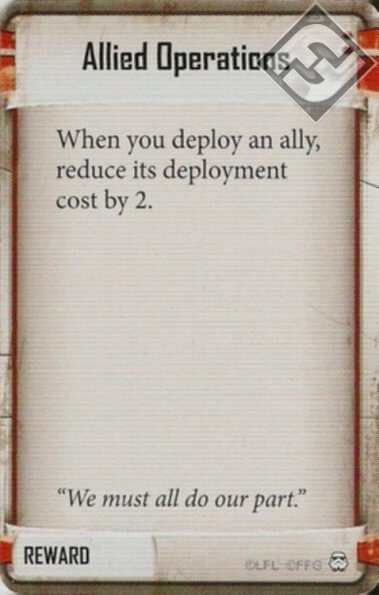 Allied Operations
When you deploy an ally,
reduce its deployment
cost by 2.
“We must all do our part.”
REWARD
©LFL ©FFG